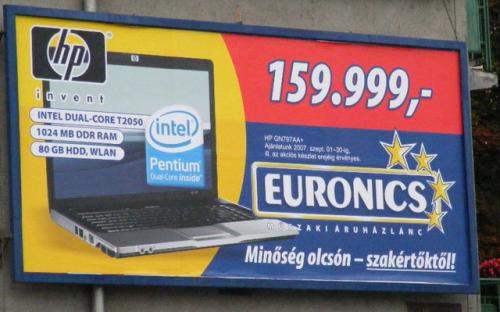 hp
invent
INTEL DUAL-CORE T2050
1024 MB DDR RAM
80 GB HDD, WLAN
hp
intel
Pentium
Dual-Core inside
159.999,-
HP GN797AA+
Ajánlatunk 2007. szept. 01-30-ig,
ill. az akciós készlet erejéig érvényes.
EURONICS
MŰSZAKI ÁRUHÁZLÁNC
Minőség olcsón – szakértőktől!